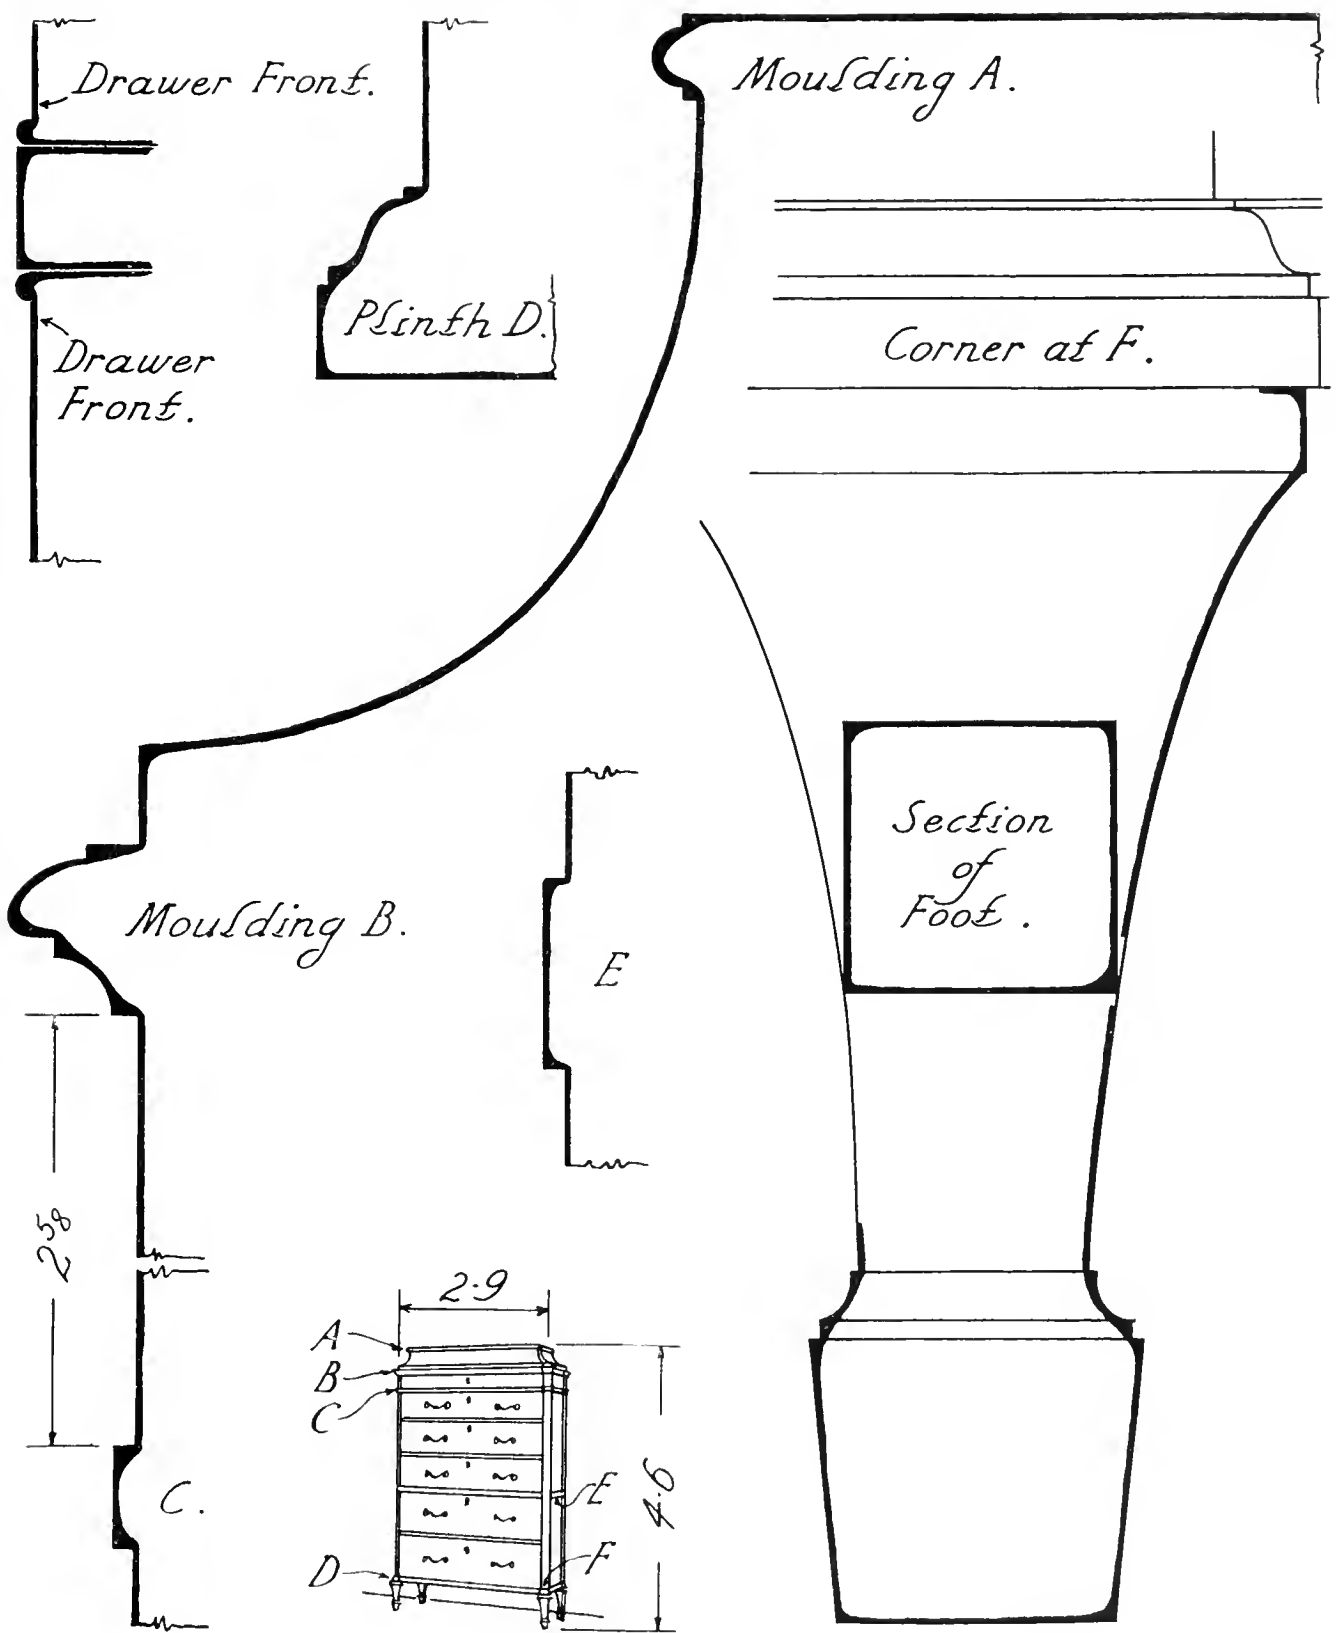 Drawer Front.
Moulding A.
Plinth D.
Corner at F.
Drawer
Front.
Section
of
Foot.
Moulding B.
E
2 5/8
2·9
A
B
C
E
4·6
C.
D
F